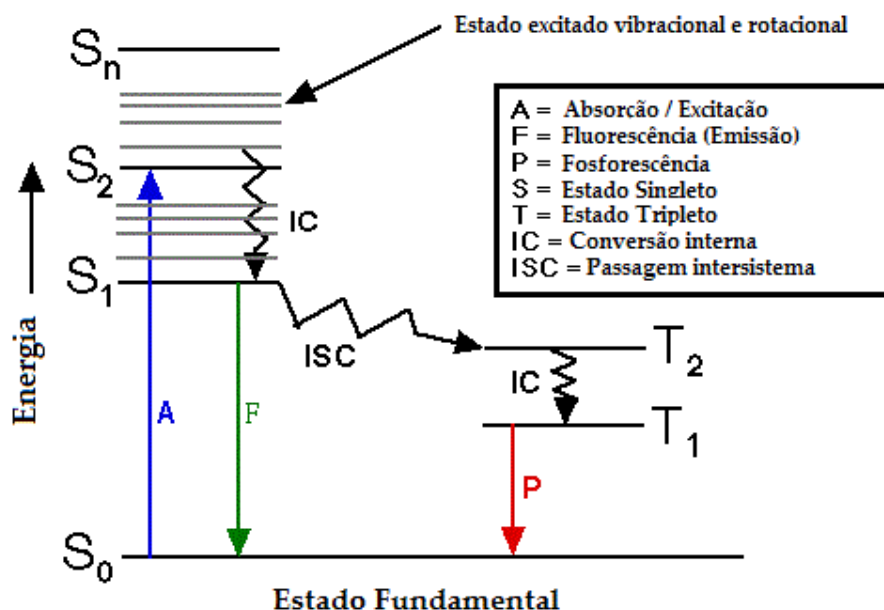 Estado excitado vibracional e rotacional
Sn
A = Absorção / Excitação
F = Fluorescência (Emissão)
P = Fosforescência
S = Estado Singleto
T = Estado Tripleto
IC = Conversão interna
ISC = Passagem intersistema
S2
IC
S1
ISC
T2
IC
T1
Energia
A
F
P
S0
Estado Fundamental